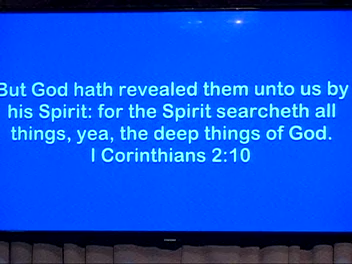 But God hath revealed them unto us by
his Spirit: for the Spirit searcheth all
things, yea, the deep things of God.
I Corinthians 2:10